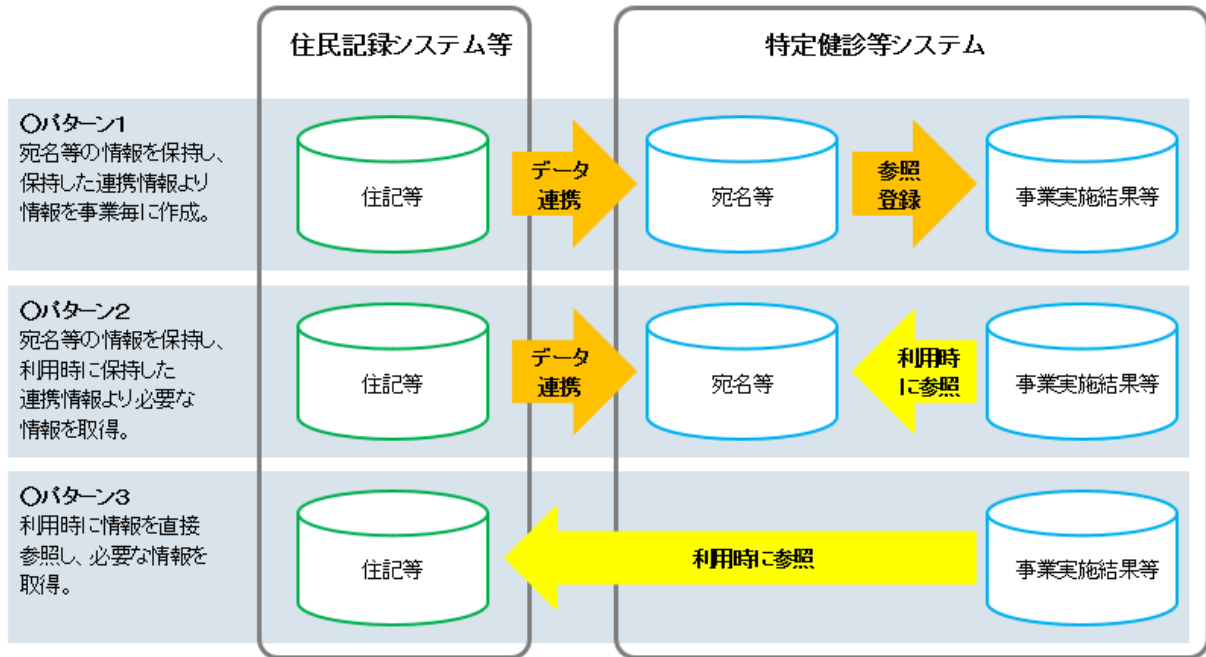 住民記録システム等
特定健診等システム
〇パターン1
宛名等の情報を保持し、
保持した連携情報より
情報を事業毎に作成。
住記等
データ
連携
宛名等
参照
登録
事業実施結果等
〇パターン2
宛名等の情報を保持し、
利用時に保持した
連携情報より必要な
情報を取得。
住記等
データ
連携
宛名等
利用時
に参照
事業実施結果等
〇パターン3
利用時に情報を直接
参照し、必要な情報を
取得。
住記等
利用時に参照
事業実施結果等